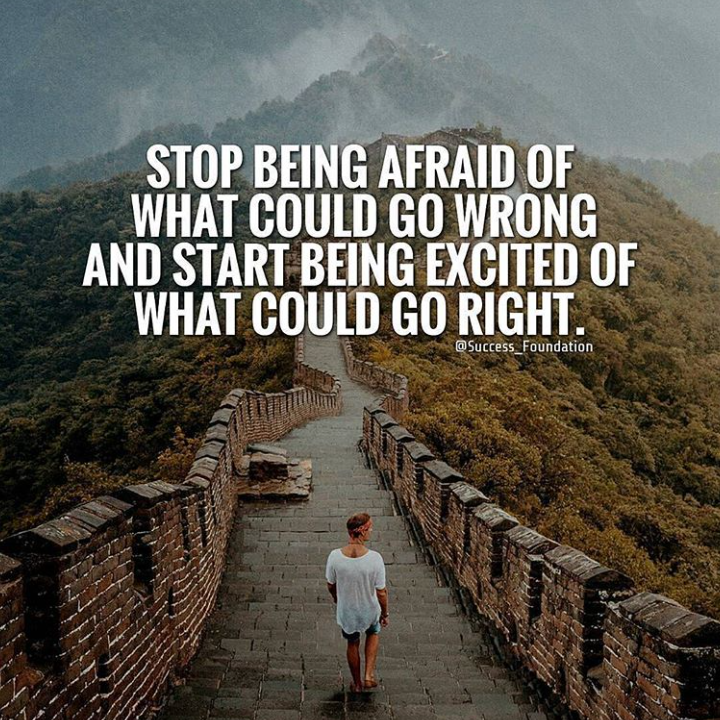 STOP BEING AFRAID OF
WHAT COULD GO WRONG
AND START BEING EXCITED OF
WHAT COULD GO RIGHT.
@Success_Foundation